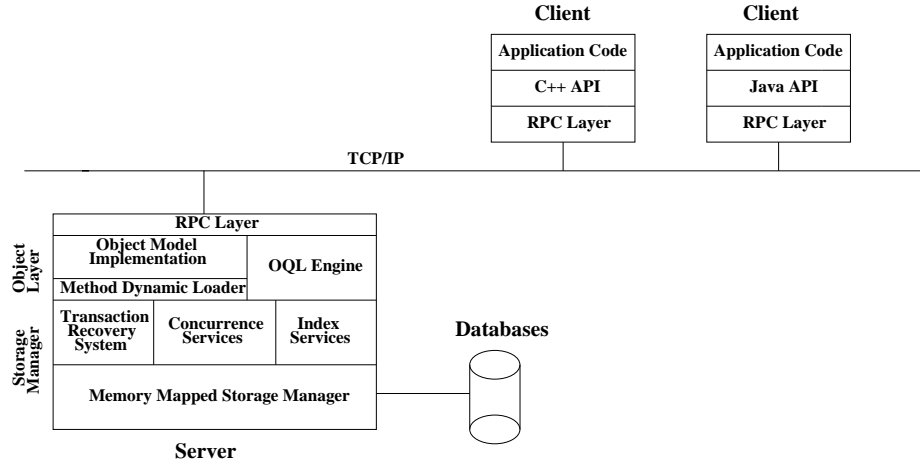 Client
Client
Application Code
Application Code
C++ API
Java API
RPC Layer
RPC Layer
TCP/IP
RPC Layer
Object Layer
Object Model
Implementation
OQL Engine
Method Dynamic Loader
Storage
Manager
Transaction
Recovery
System
Concurrence
Services
Index
Services
Databases
Memory Mapped Storage Manager
Server